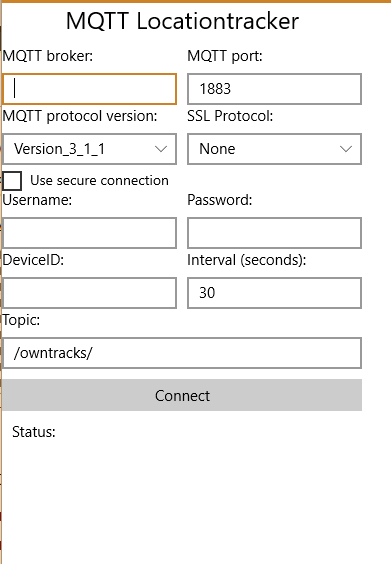 MQTT Locationtracker
MQTT broker: MQTT port:
1883
MQTT protocol version: SSL Protocol:
Version_3_1_1 None
Use secure connection
Username: Password:
DeviceID: Interval (seconds):
30
Topic:
/owntracks/
Connect
Status: